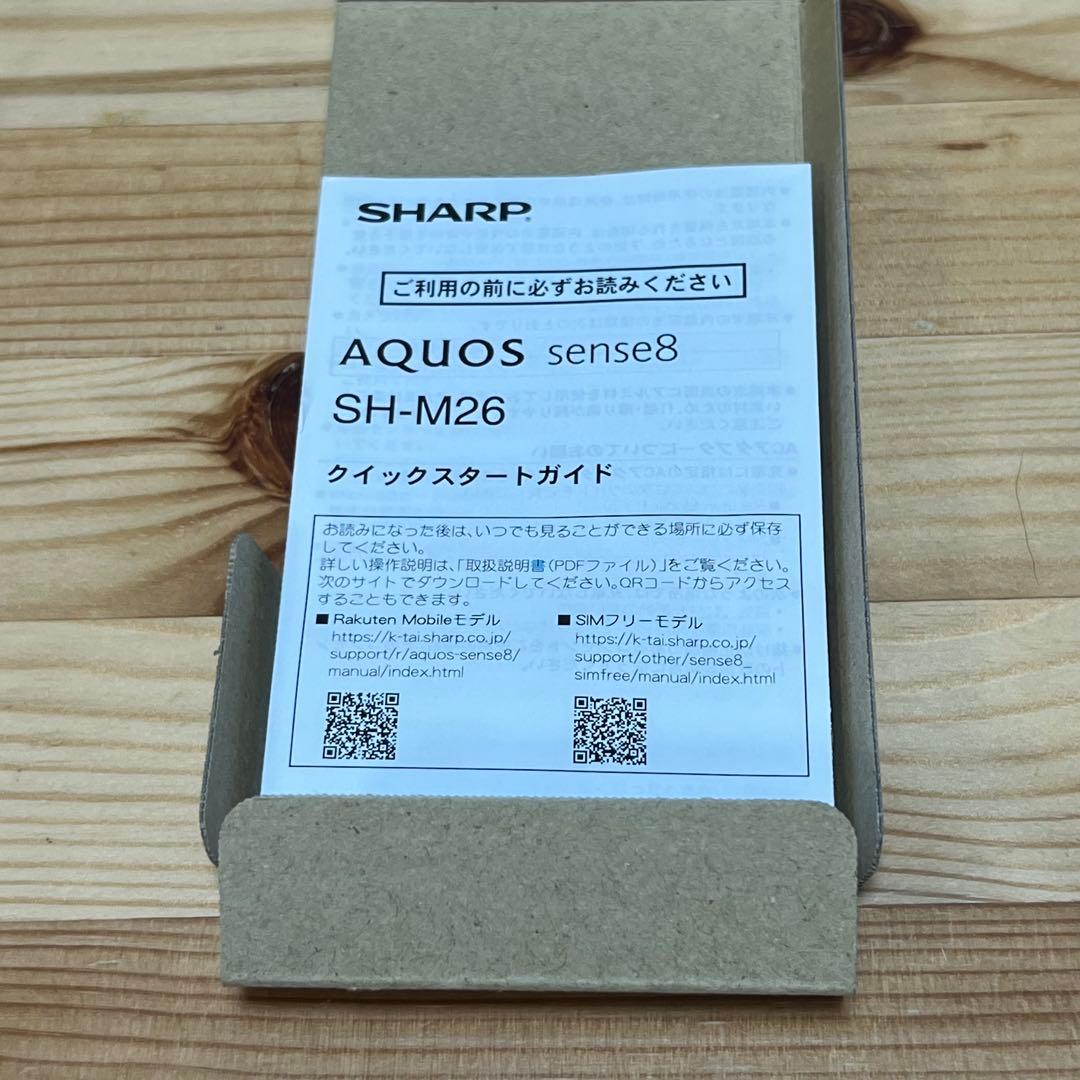 SHARP
ご利用の前に必ずお読みください
AQUOS sense8
SH-M26
クイックスタートガイド
お読みになった後は、いつでも見ることができる場所に必ず保存
してください。
詳しい操作説明は、「取扱説明書(PDFファイル)」をご覧ください。
次のサイトでダウンロードしてください。QRコードからアクセス
することもできます。
■ Rakuten Mobileモデル
https://k-tai.sharp.co.jp/
support/r/aquos-sense8/
manual/index.html
■ SIMフリーモデル
https://k-tai.sharp.co.jp/
support/other/sense8_
simfree/manual/index.html